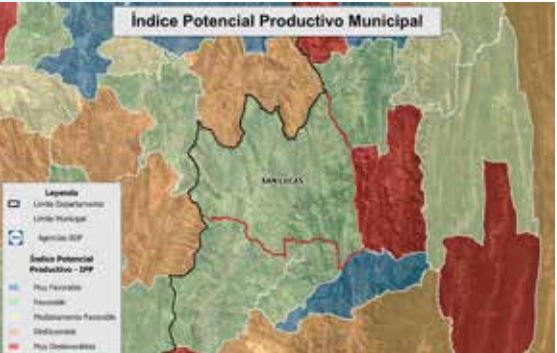 Índice Potencial Productivo Municipal
SAN LUCAS
Leyenda
Límite Departamental
Límite Municipal
Agencias BDP
Índice Potencial
Productivo - IPP
Muy Favorable
Favorable
Medianamente Favorable
Desfavorable
Muy Desfavorable